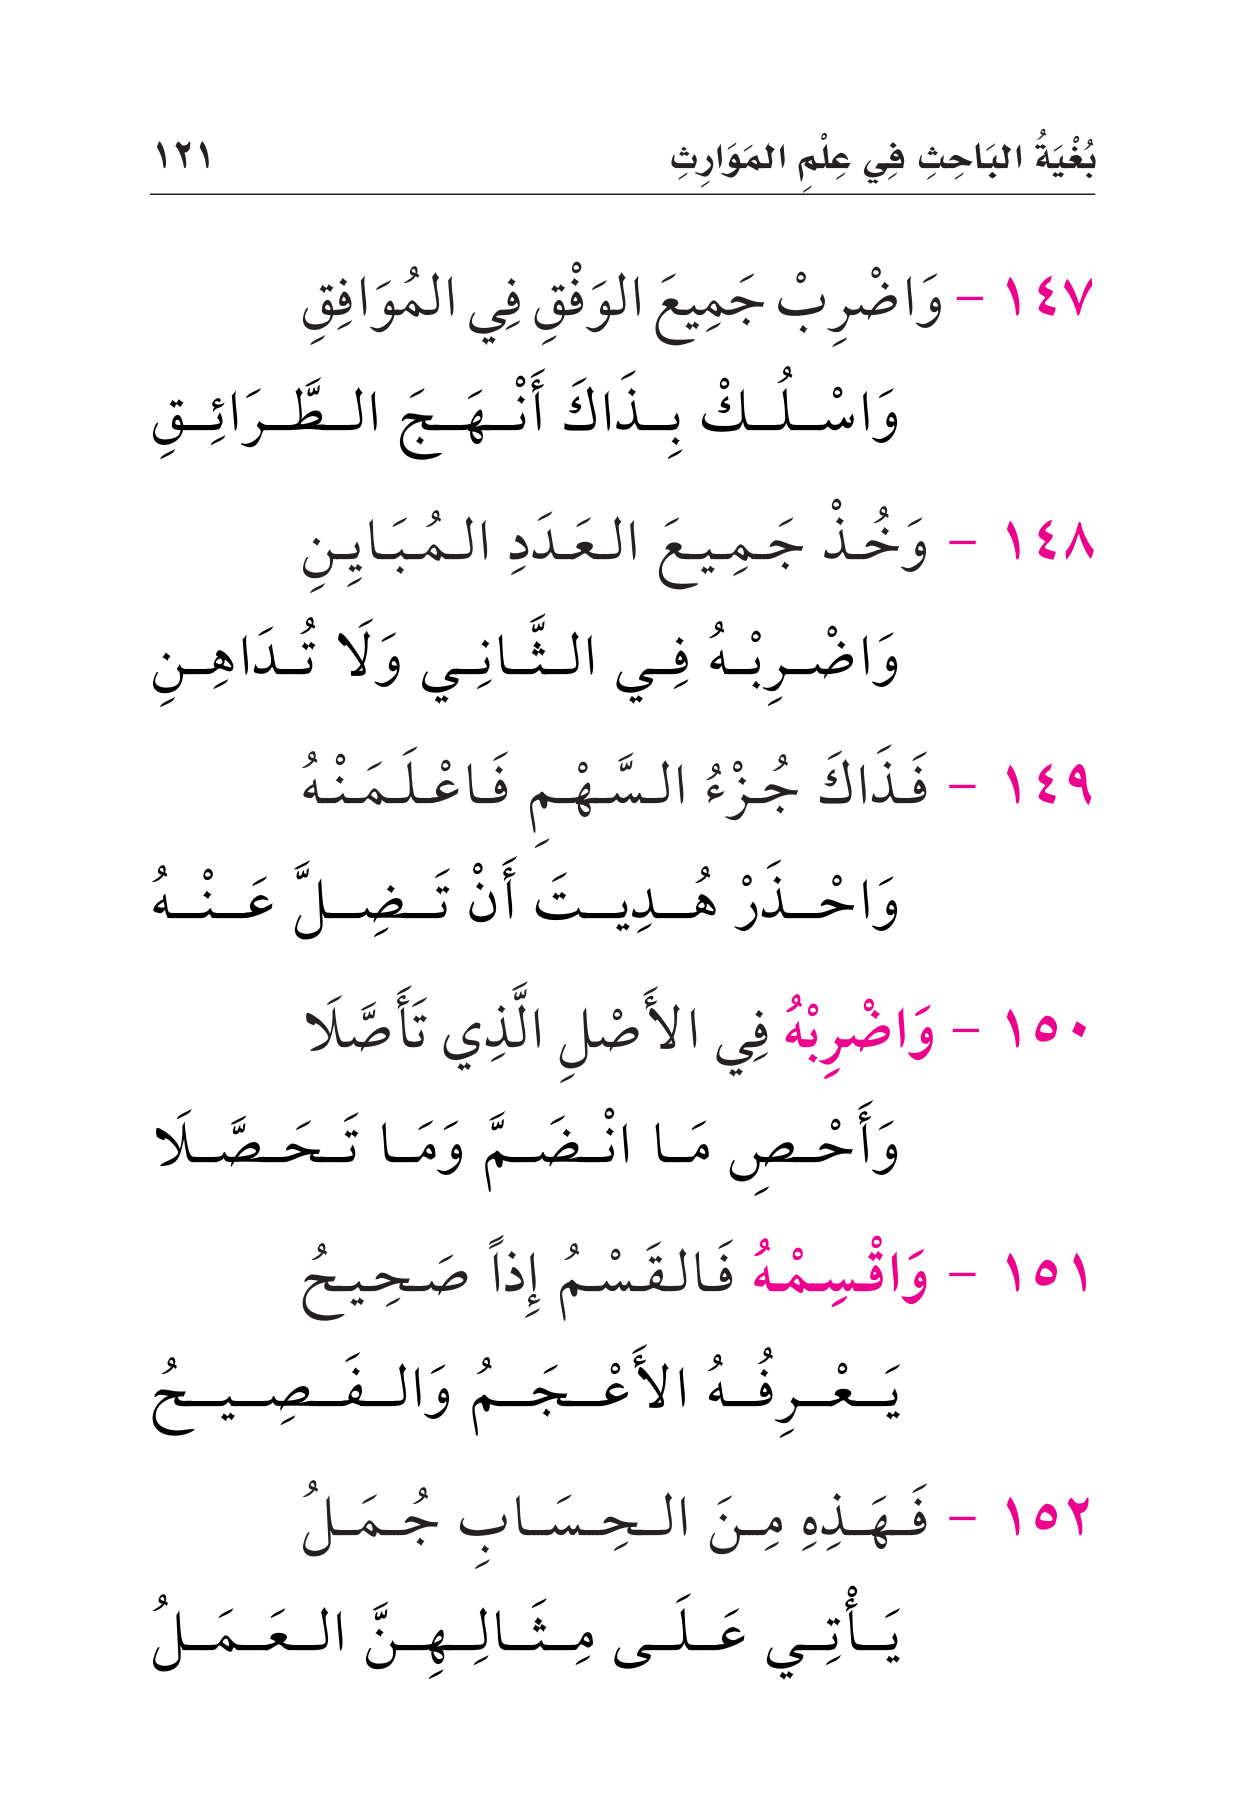 بُغْيَةُ البَاحِثِ فِي عِلْمِ المَوَارِثِ ١٢١
١٤٧ - وَاضْرِبْ جَمِيعَ الوَفْقِ فِي المُوَافِقِ
وَاسْلُكْ بِذَاكَ أَنْهَجَ الطَّرَائِقِ
١٤٨ - وَخُذْ جَمِيعَ العَدَدِ المُبَايِنِ
وَاضْرِبْهُ فِي الثَّانِي وَلَا تُدَاهِنِ
١٤٩ - فَذَاكَ جُزْءُ السَّهْمِ فَاعْلَمَنْهُ
وَاحْذَرْ هُدِيتَ أَنْ تَضِلَّ عَنْهُ
١٥٠ - وَاضْرِبْهُ فِي الأَصْلِ الَّذِي تَأَصَّلَا
وَأَحْصِ مَا انْضَمَّ وَمَا تَحَصَّلَا
١٥١ - وَاقْسِمْهُ فَالقَسْمُ إِذاً صَحِيحُ
يَعْرِفُهُ الأَعْجَمُ وَالفَصِيحُ
١٥٢ - فَهَذِهِ مِنَ الحِسَابِ جُمَلُ
يَأْتِي عَلَى مِثَالِهِنَّ العَمَلُ